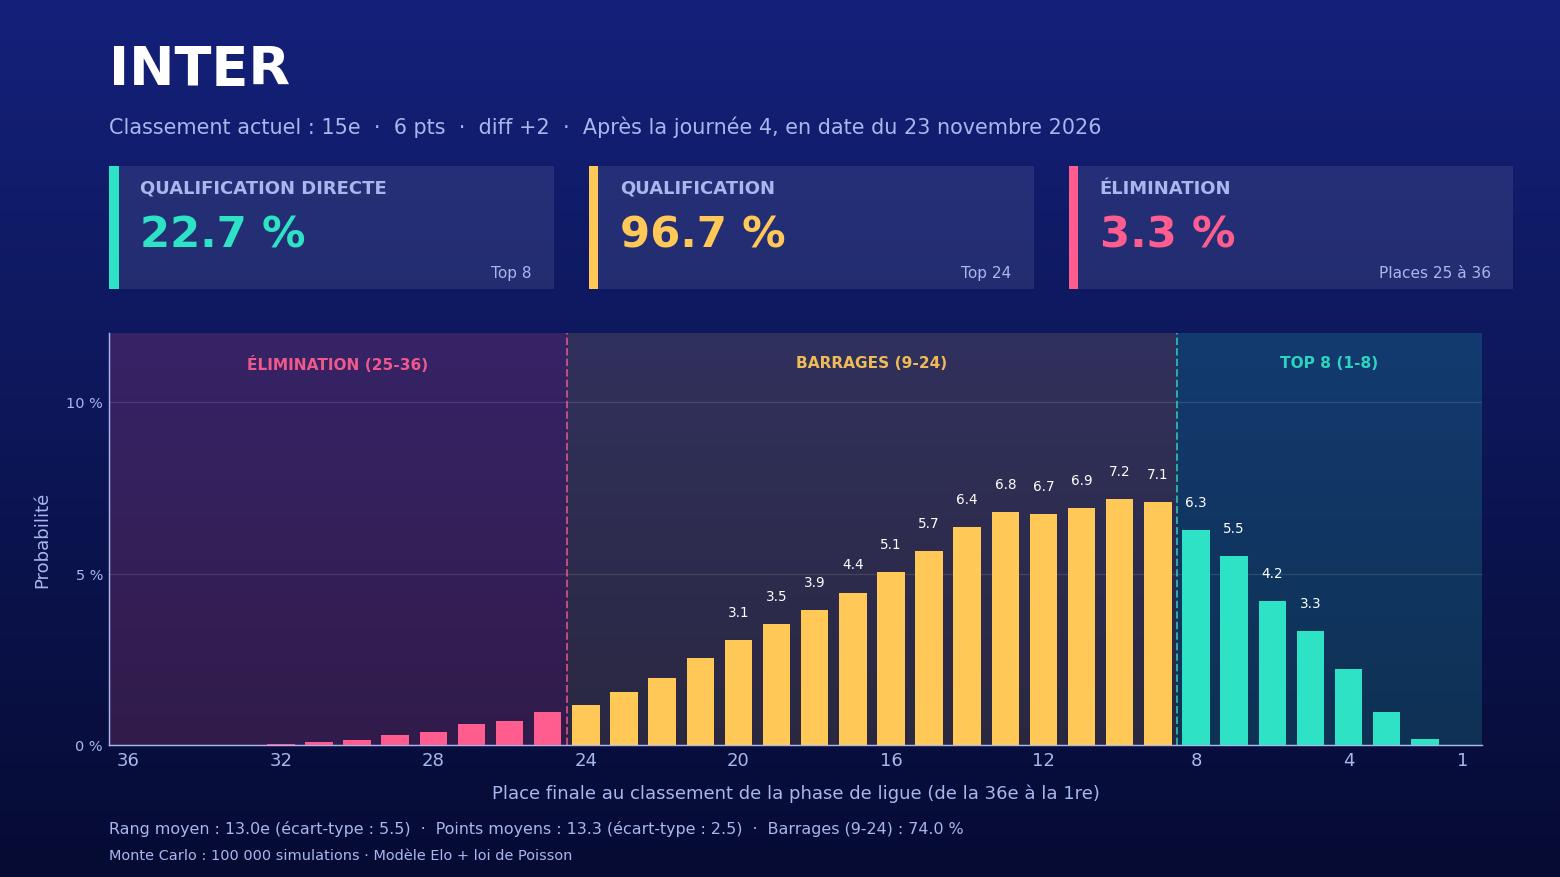 INTER
Classement actuel : 15e · 6 pts · diff +2 · Après la journée 4, en date du 23 novembre 2026
QUALIFICATION DIRECTE
22.7 %
Top 8
QUALIFICATION
96.7 %
Top 24
ÉLIMINATION
3.3 %
Places 25 à 36
ÉLIMINATION (25-36)
BARRAGES (9-24)
TOP 8 (1-8)
Probabilité
10 %
5 %
0 %
3.1
3.5
3.9
4.4
5.1
5.7
6.4
6.8
6.7
6.9
7.2
7.1
6.3
5.5
4.2
3.3
36 32 28 24 20 16 12 8 4 1
Place finale au classement de la phase de ligue (de la 36e à la 1re)
Rang moyen : 13.0e (écart-type : 5.5) · Points moyens : 13.3 (écart-type : 2.5) · Barrages (9-24) : 74.0 %
Monte Carlo : 100 000 simulations · Modèle Elo + loi de Poisson